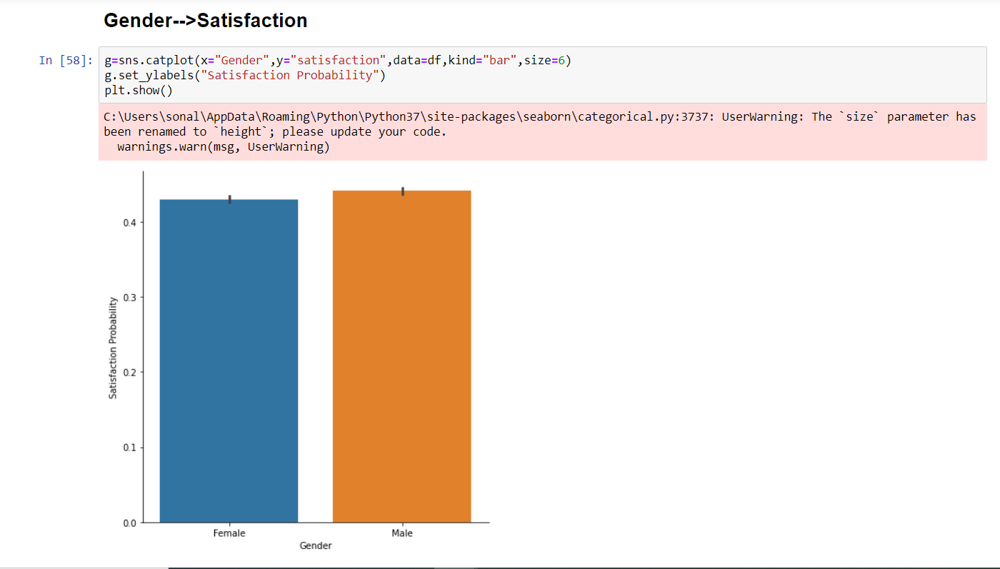 Gender-->Satisfaction
In [58]: g=sns.catplot(x="Gender",y="satisfaction",data=df,kind="bar",size=6)
g.set_ylabels("Satisfaction Probability")
plt.show()
C:\Users\sonal\AppData\Roaming\Python\Python37\site-packages\seaborn\categorical.py:3737: UserWarning: The `size` parameter has
been renamed to `height`; please update your code.
warnings.warn(msg, UserWarning)
0.4
0.3
0.2
0.1
0.0
Satisfaction Probability
Female
Male
Gender